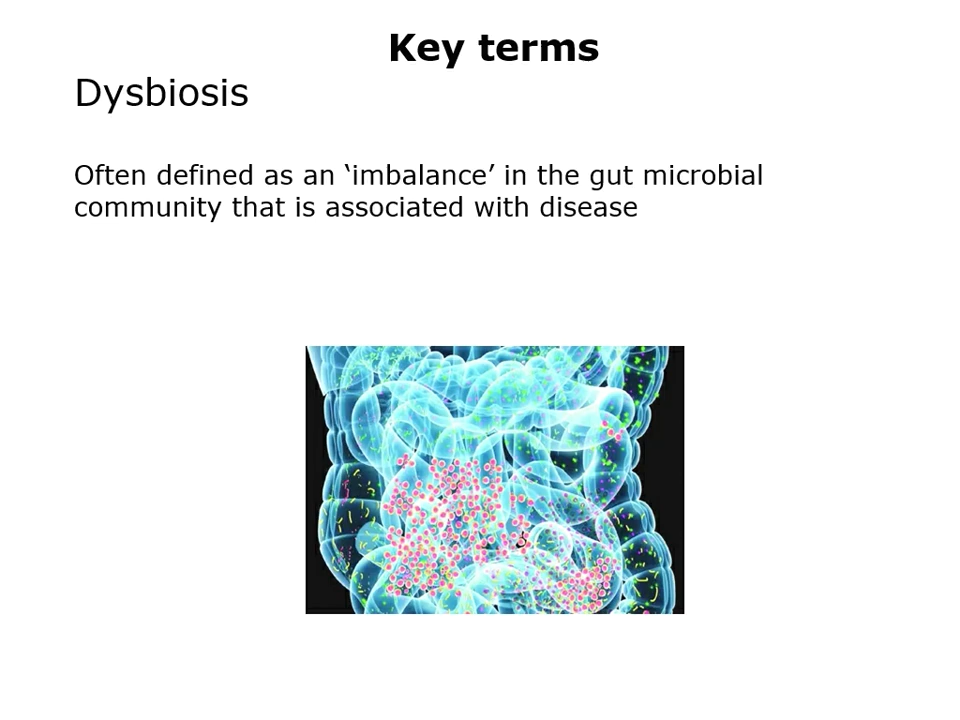 Key terms
Dysbiosis
Often defined as an ‘imbalance’ in the gut microbial
community that is associated with disease